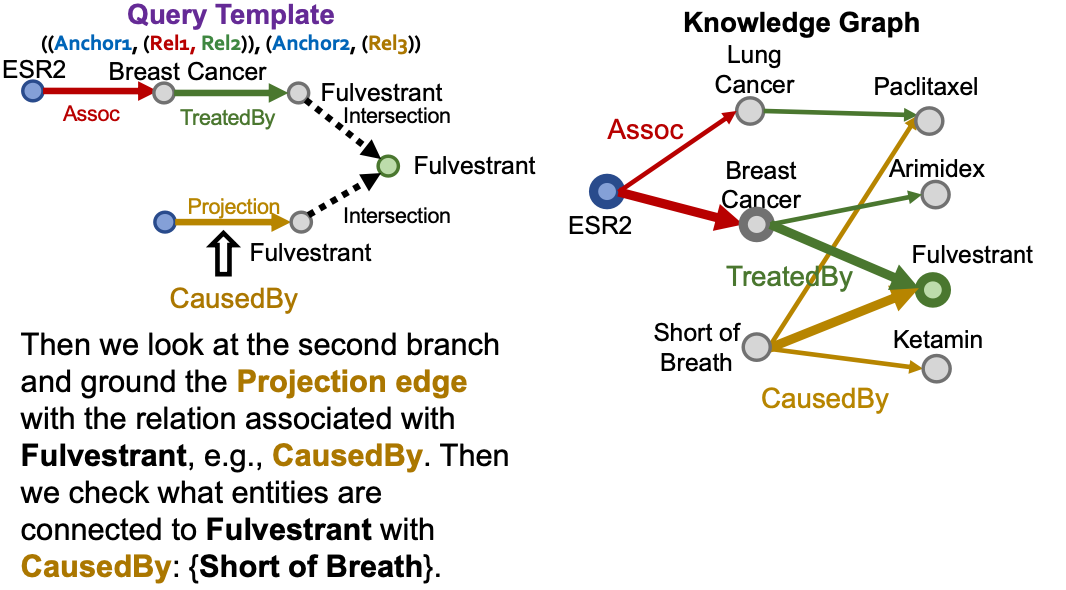 Query Template
((Anchor1, (Rel1, Rel2)), (Anchor2, (Rel3))
ESR2
Breast Cancer
Fulvestrant
Assoc
TreatedBy
Intersection
Fulvestrant
Projection
Intersection
Fulvestrant
CausedBy
Then we look at the second branch
and ground the Projection edge
with the relation associated with
Fulvestrant, e.g., CausedBy. Then
we check what entities are
connected to Fulvestrant with
CausedBy: {Short of Breath}.
Knowledge Graph
Lung
Cancer
Paclitaxel
Assoc
Breast
Cancer
Arimidex
ESR2
Fulvestrant
TreatedBy
Short of
Breath
Ketamin
CausedBy